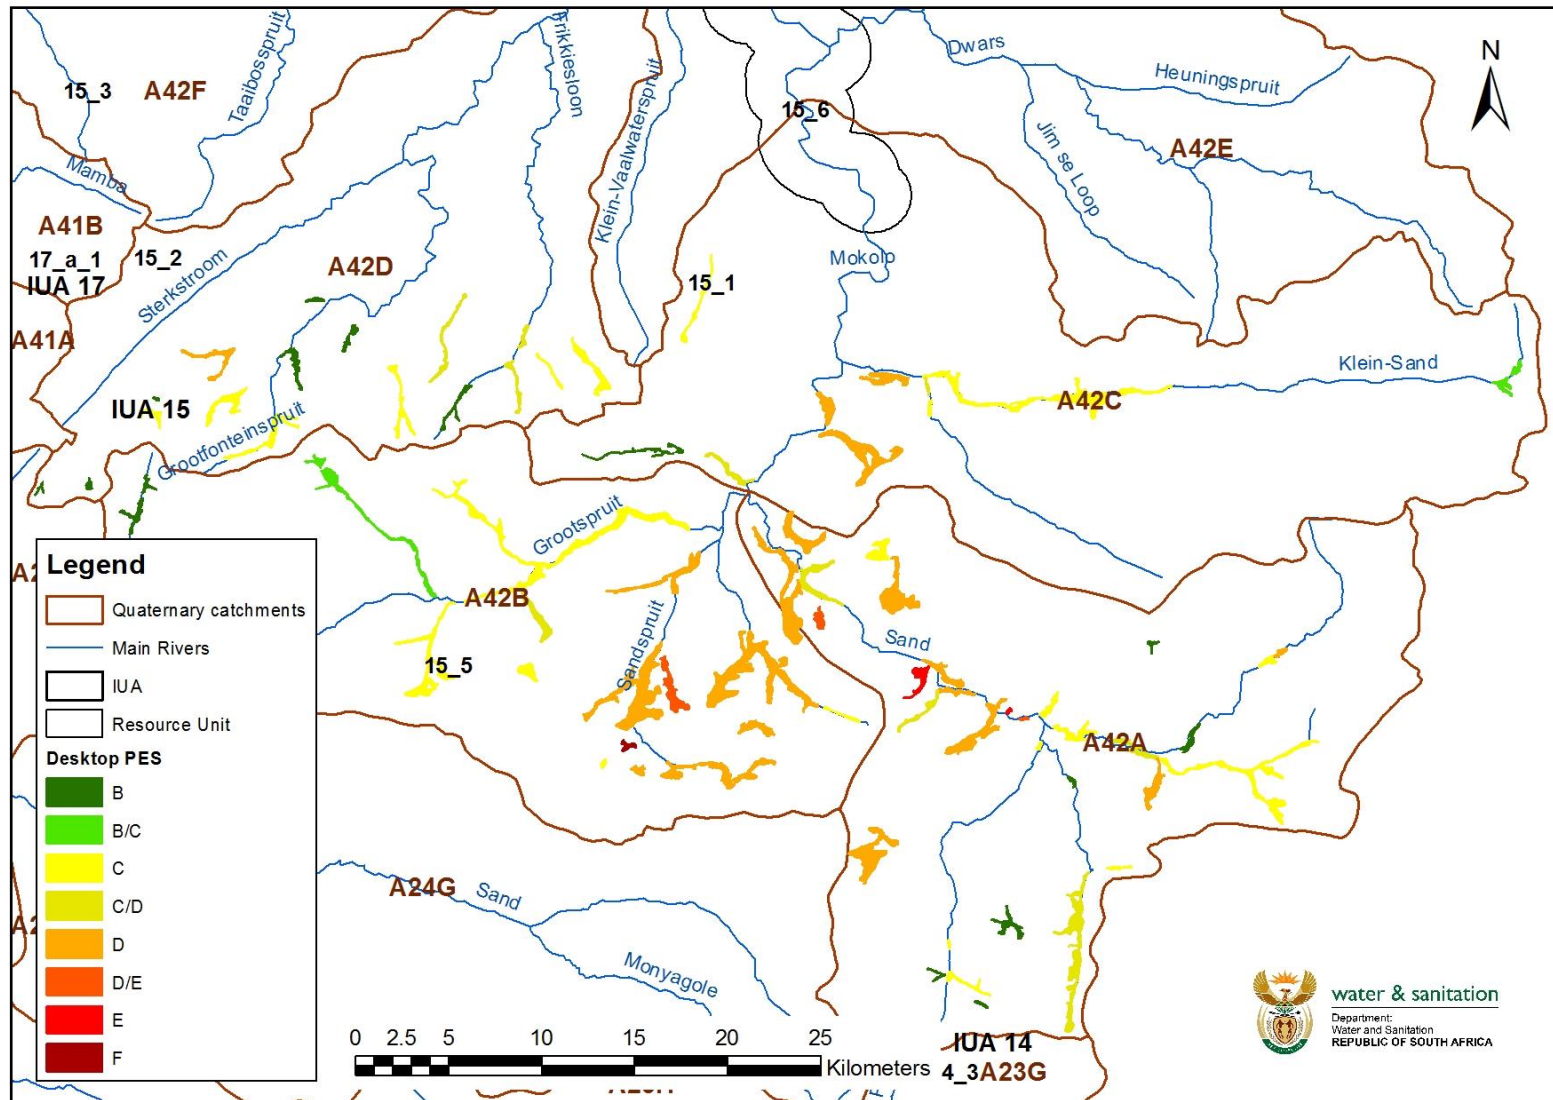 Dwars
N
Heuningspruit
15_3
A42F
Taaibosspruit
Frikkiesloon
Klein-Vaalwaterspruit
15_6
Jim se Loop
A42E
Mamba
A41B
17_a_1
15_2
IUA 17
Sterkstroom
A42D
15_1
Mokolo
A41A
IUA 15
Grootfonteinspruit
Klein-Sand
A42C
Grootspruit
A42B
15_5
Sandspruit
Sand
A42A
Legend
Quaternary catchments
Main Rivers
IUA
Resource Unit
Desktop PES
B
B/C
C
C/D
D
D/E
E
F
A24G
Sand
Monyagole
0 2.5 5 10 15 20 25
Kilometers
IUA 14
4_3 A23G
water & sanitation
Department:
Water and Sanitation
REPUBLIC OF SOUTH AFRICA